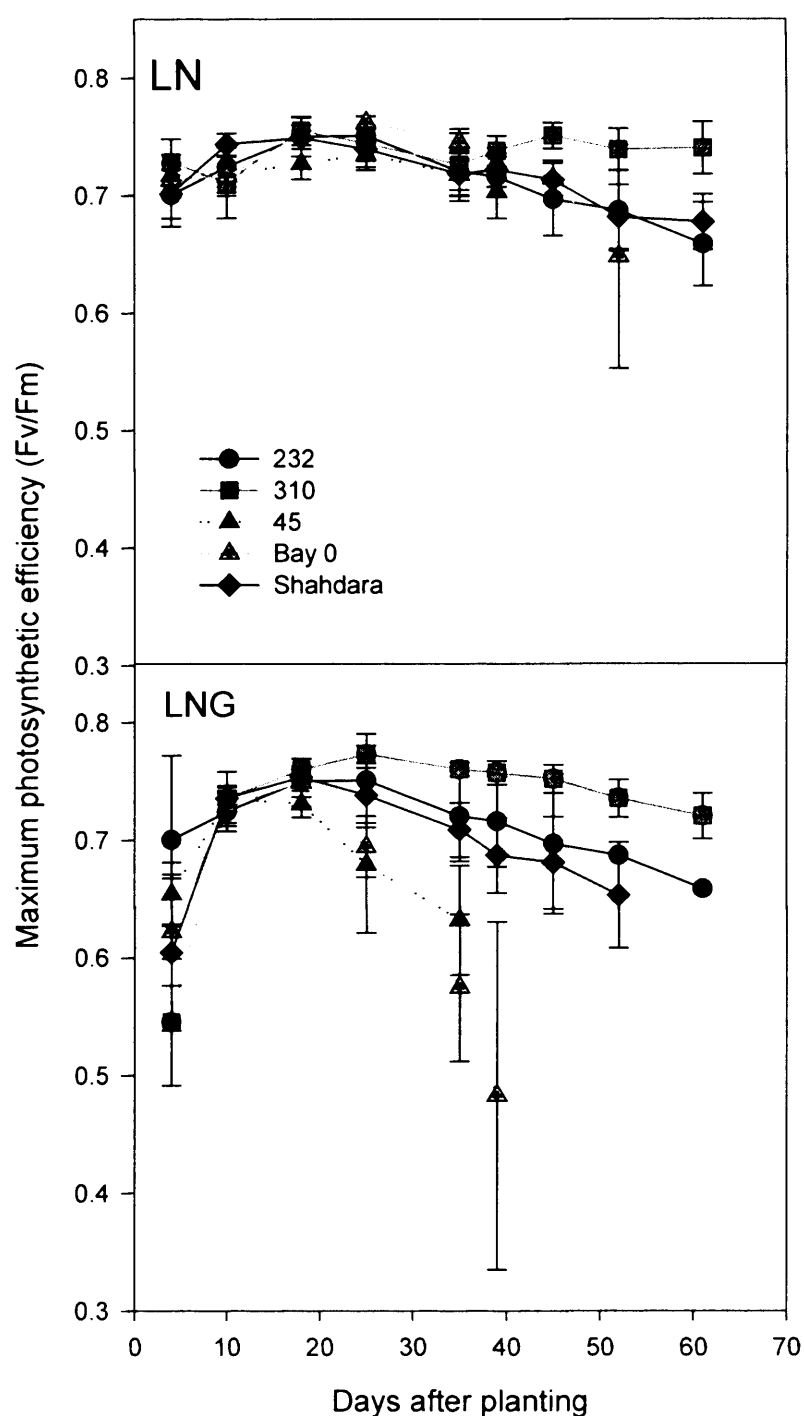 LN
0.8
0.7
0.6
0.5
0.4
0.3
232
310
45
Bay 0
Shahdara
LNG
0.8
0.7
0.6
0.5
0.4
0.3
0 10 20 30 40 50 60 70
Days after planting
Maximum photosynthetic efficiency (Fv/Fm)